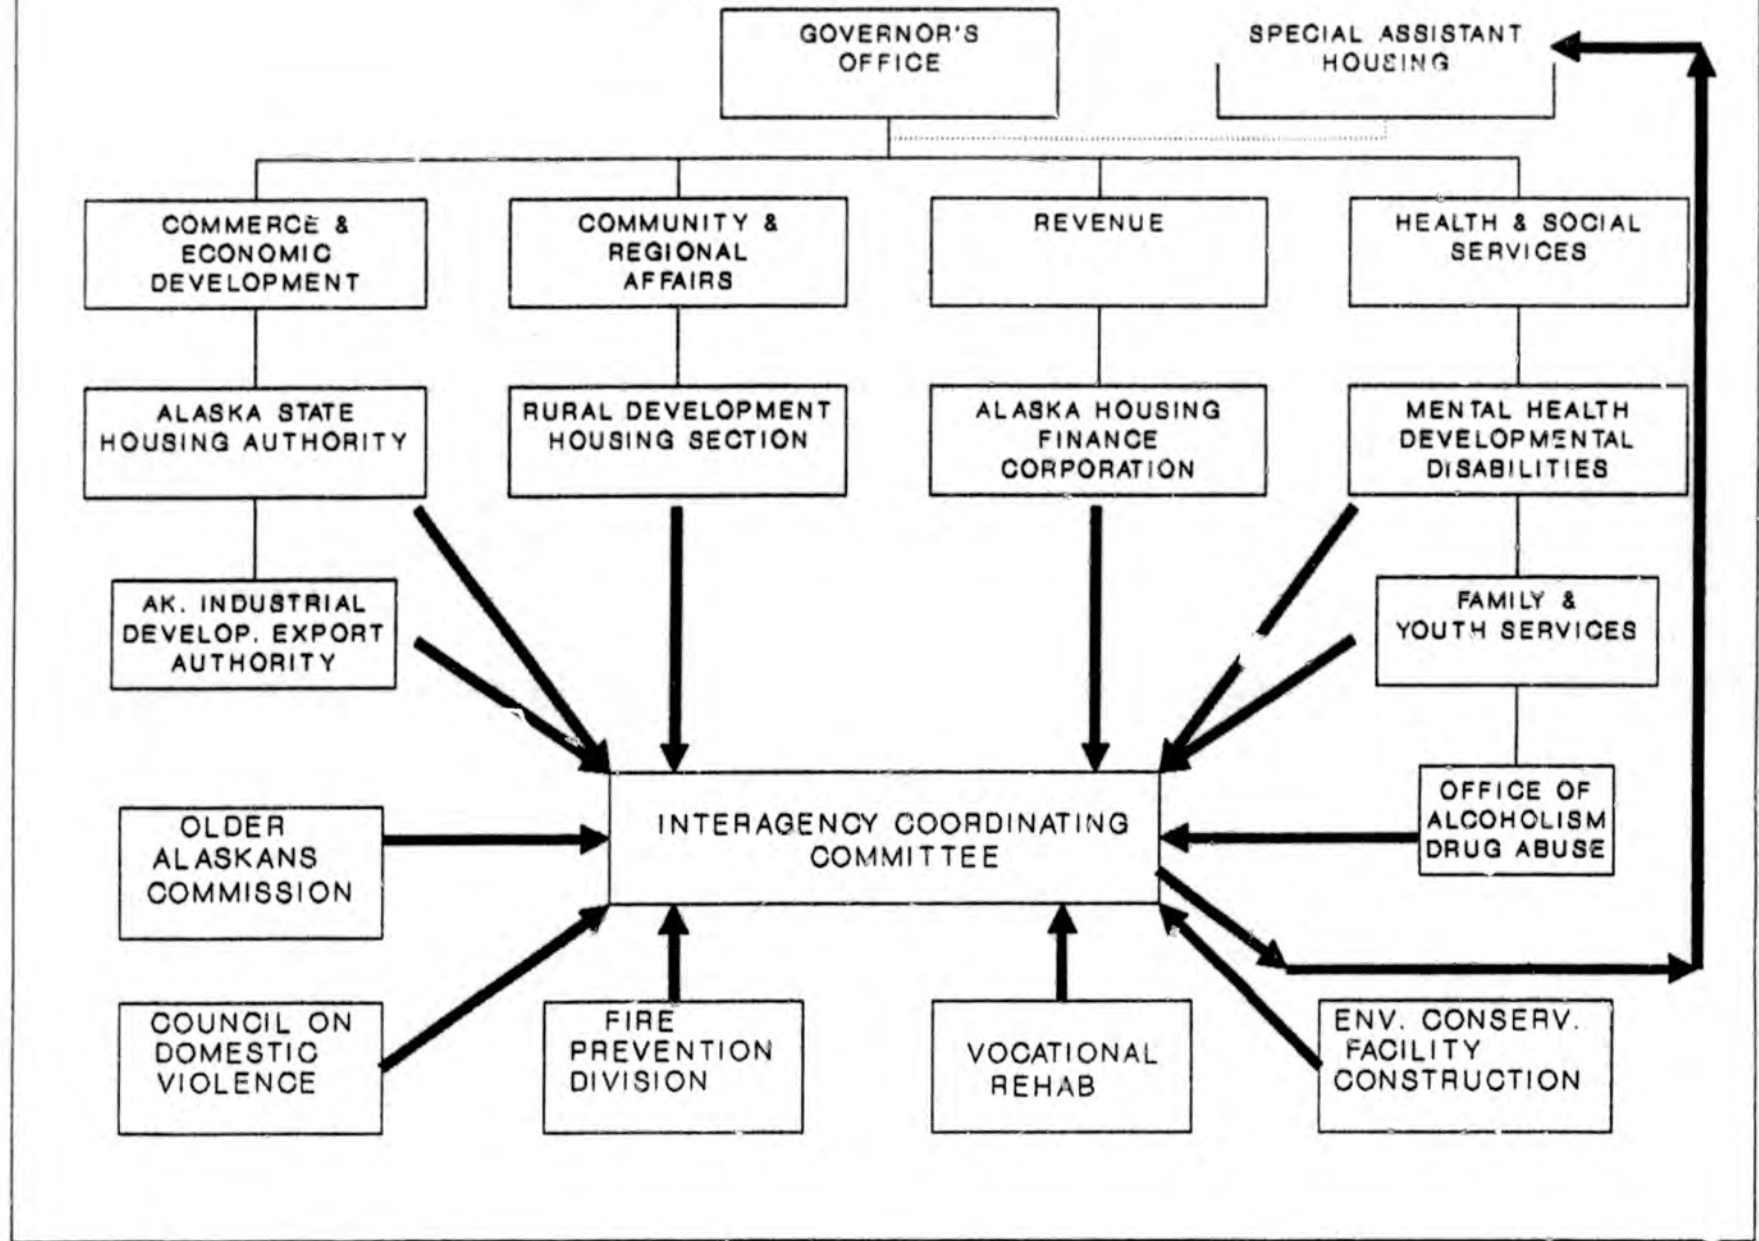 GOVERNOR'S
OFFICE
SPECIAL ASSISTANT
HOUSING
COMMERCE &
ECONOMIC
DEVELOPMENT
COMMUNITY &
REGIONAL
AFFAIRS
REVENUE
HEALTH & SOCIAL
SERVICES
ALASKA STATE
HOUSING AUTHORITY
RURAL DEVELOPMENT
HOUSING SECTION
ALASKA HOUSING
FINANCE
CORPORATION
MENTAL HEALTH
DEVELOPMENTAL
DISABILITIES
AK. INDUSTRIAL
DEVELOP. EXPORT
AUTHORITY
FAMILY &
YOUTH SERVICES
OLDER
ALASKANS
COMMISSION
INTERAGENCY COORDINATING
COMMITTEE
OFFICE OF
ALCOHOLISM
DRUG ABUSE
COUNCIL ON
DOMESTIC
VIOLENCE
FIRE
PREVENTION
DIVISION
VOCATIONAL
REHAB
ENV. CONSERV.
FACILITY
CONSTRUCTION